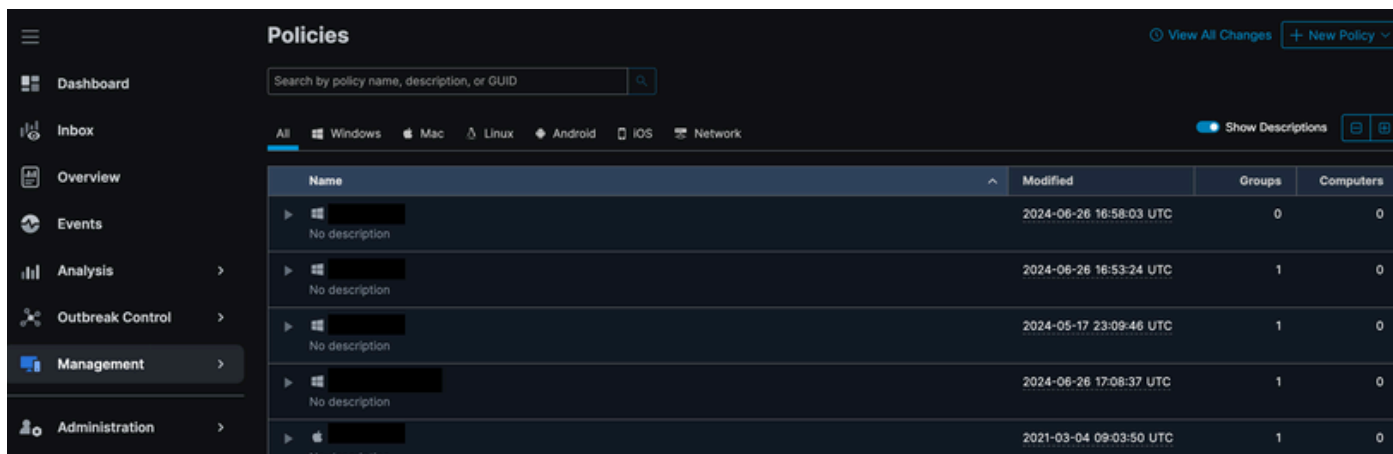 Policies
View All Changes
+ New Policy
Search by policy name, description, or GUID
Dashboard
Inbox
Overview
Events
Analysis
Outbreak Control
Management
Administration
All Windows Mac Linux Android iOS Network
Show Descriptions
Name Modified Groups Computers
2024-06-26 16:58:03 UTC 0 0
No description
2024-06-26 16:53:24 UTC 1 0
No description
2024-05-17 23:09:46 UTC 1 0
No description
2024-06-26 17:08:37 UTC 1 0
No description
2021-03-04 09:03:50 UTC 1 0